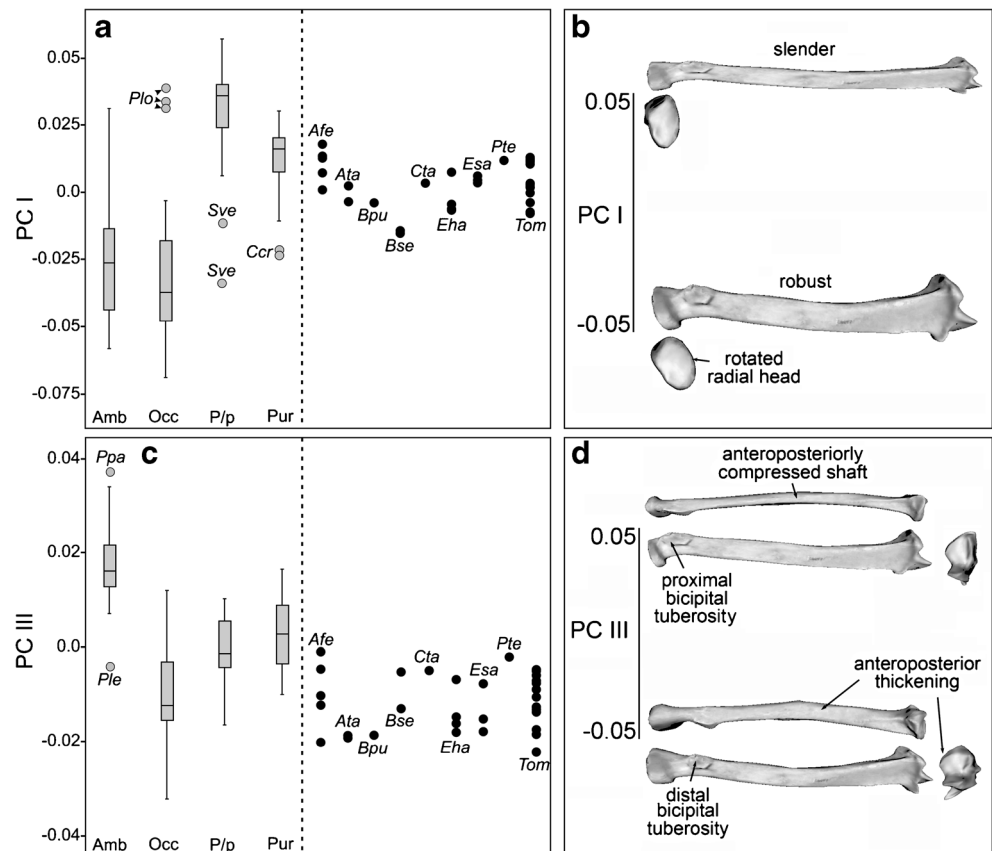 a
PC I
0.05
0.025
0.0
-0.025
-0.05
-0.075
Plo
Sve
Sve
Ccr
Afe
Ata
Bpu
Bse
Cta
Eha
Esa
Pte
Tom
Amb Occ P/p Pur
b
slender
0.05
PC I
robust
-0.05
rotated
radial head
c
PC III
0.04
0.02
0.0
-0.02
-0.04
Ppa
Ple
Afe
Ata
Bpu
Bse
Cta
Eha
Esa
Pte
Tom
Amb Occ P/p Pur
d
anteroposteriorly
compressed shaft
0.05
proximal
bicipital
tuberosity
PC III
anteroposterior
thickening
-0.05
distal
bicipital
tuberosity